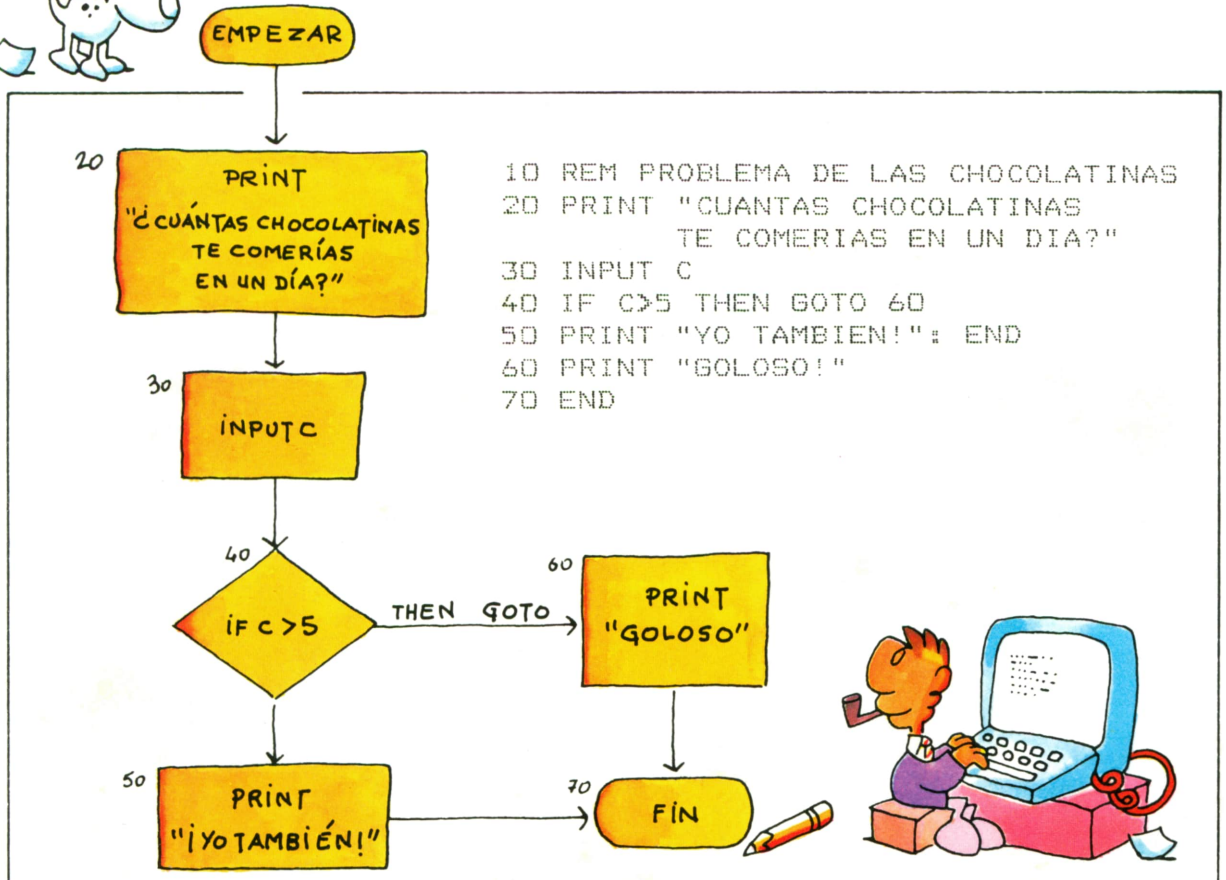 EMPEZAR
20
PRINT
"¿CUÁNTAS CHOCOLATINAS
TE COMERÍAS
EN UN DÍA?"
10 REM PROBLEMA DE LAS CHOCOLATINAS
20 PRINT "CUANTAS CHOCOLATINAS
TE COMERIAS EN UN DIA?"
30 INPUT C
40 IF C>5 THEN GOTO 60
50 PRINT "YO TAMBIEN!": END
60 PRINT "GOLOSO!"
70 END
30
INPUT C
40
IF C >5
THEN GOTO
60
PRINT
"GOLOSO"
50
PRINT
"¡YO TAMBIÉN!"
70
FIN